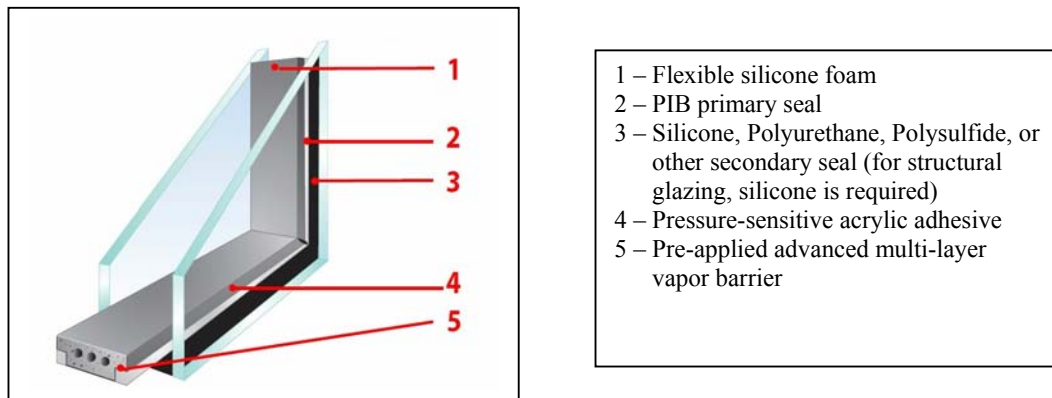 1
2
3
4
5
1 – Flexible silicone foam
2 – PIB primary seal
3 – Silicone, Polyurethane, Polysulfide, or
other secondary seal (for structural
glazing, silicone is required)
4 – Pressure-sensitive acrylic adhesive
5 – Pre-applied advanced multi-layer
vapor barrier